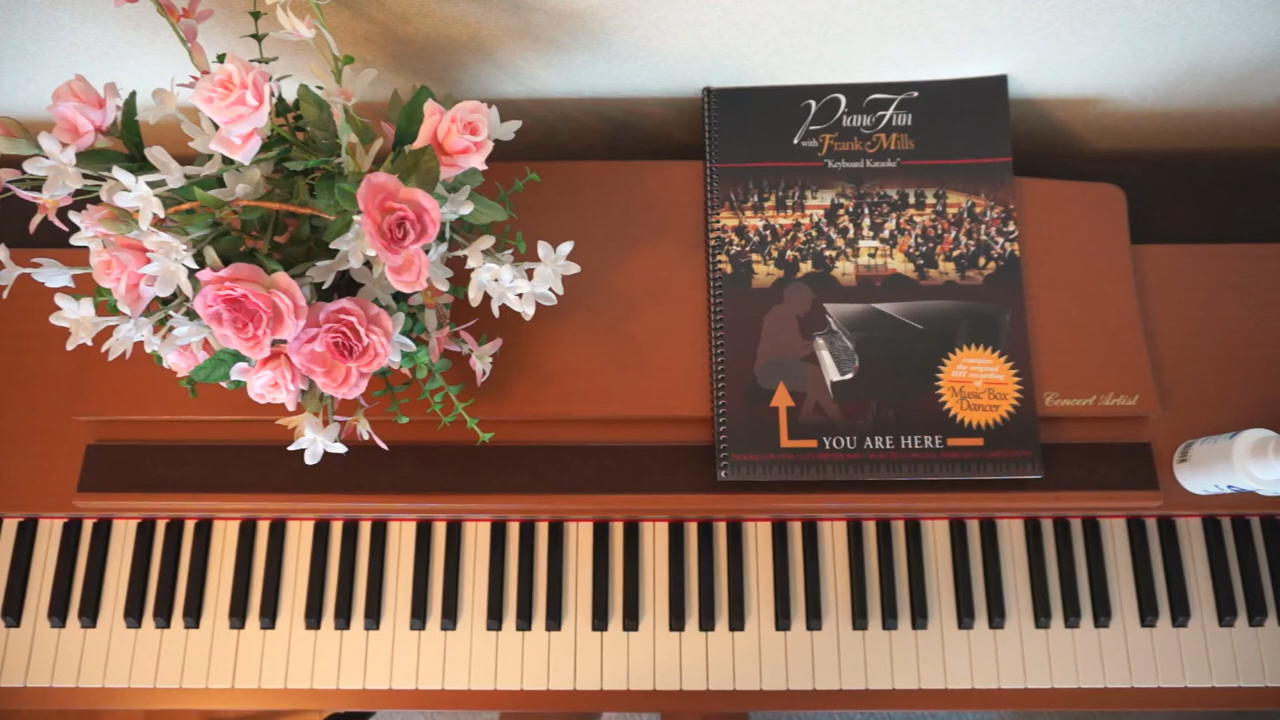 Piano Fun
with Frank Mills
"Keyboard Karaoke"
contains
the original
HIT recording
of
Music Box
Dancer
Concert Artist
YOU ARE HERE